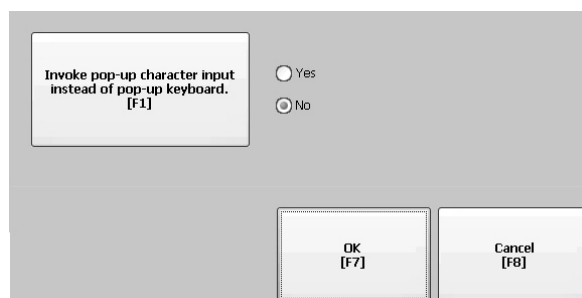 Invoke pop-up character input
instead of pop-up keyboard.
[F1]
Yes
No
OK
[F7]
Cancel
[F8]